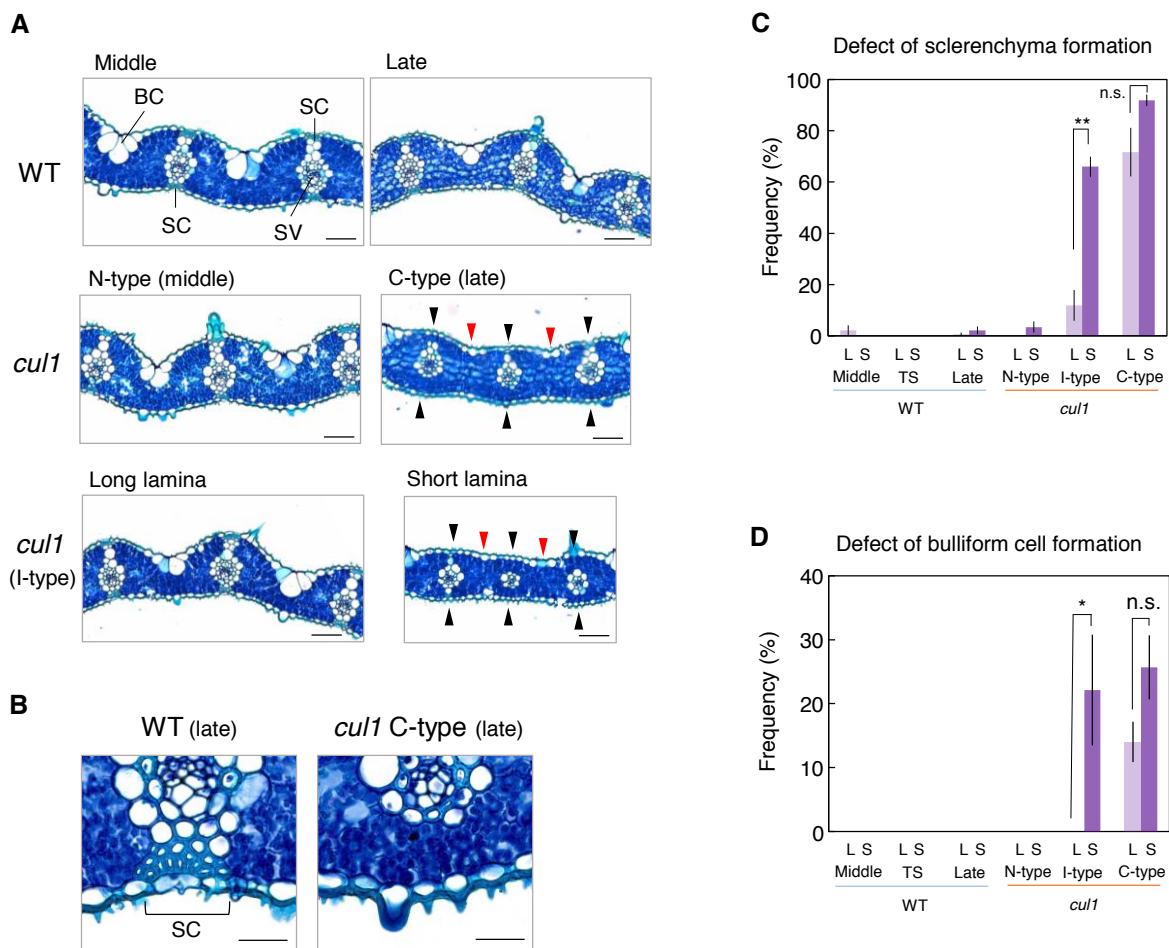 A
Middle
Late
WT
BC
SC
SC
SV
N-type (middle)
C-type (late)
cul1
Long lamina
Short lamina
cul1
(I-type)
B
WT (late)
cul1 C-type (late)
SC
C
Defect of sclerenchyma formation
Frequency (%)
100
80
60
40
20
0
**
n.s.
L S L S L S L S L S L S
Middle TS Late N-type I-type C-type
WT cul1
D
Defect of bulliform cell formation
Frequency (%)
40
30
20
10
0
*
n.s.
L S L S L S L S L S L S
Middle TS Late N-type I-type C-type
WT cul1